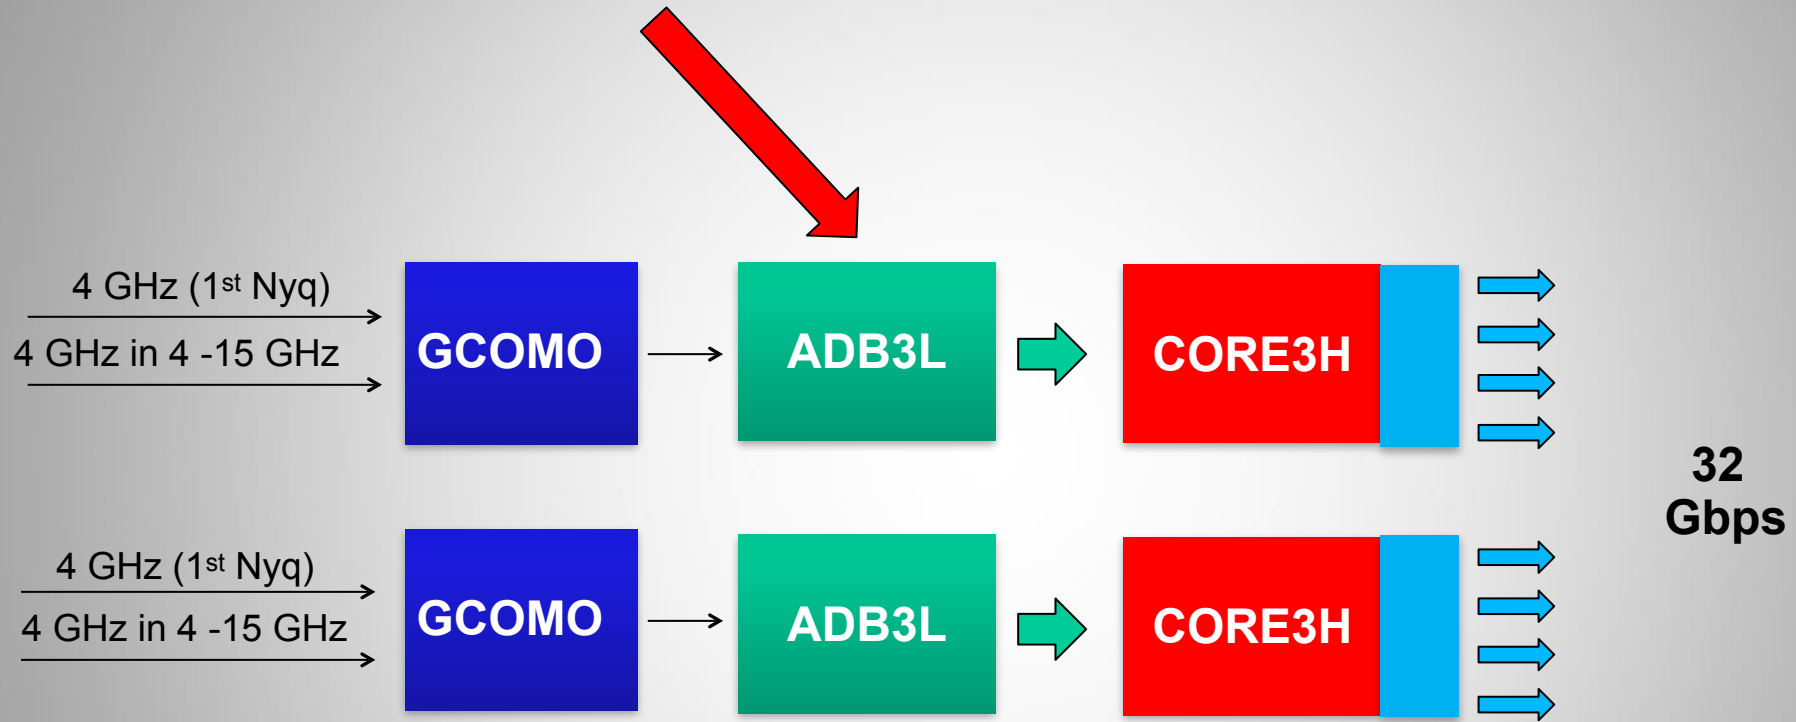 4 GHz (1st Nyq)
4 GHz in 4 -15 GHz
GCOMO
ADB3L
CORE3H
32
Gbps
4 GHz (1st Nyq)
4 GHz in 4 -15 GHz
GCOMO
ADB3L
CORE3H